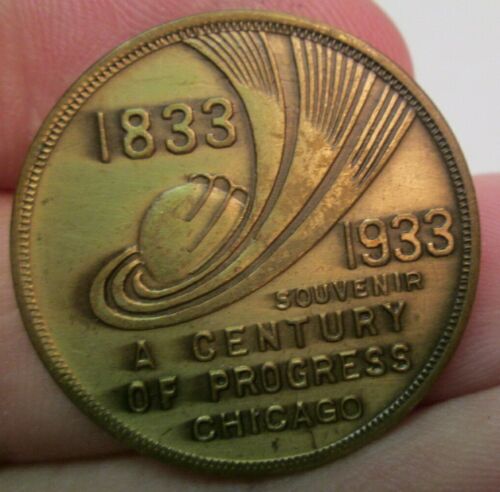 1833
1933
SOUVENIR
A CENTURY
OF PROGRESS
CHICAGO